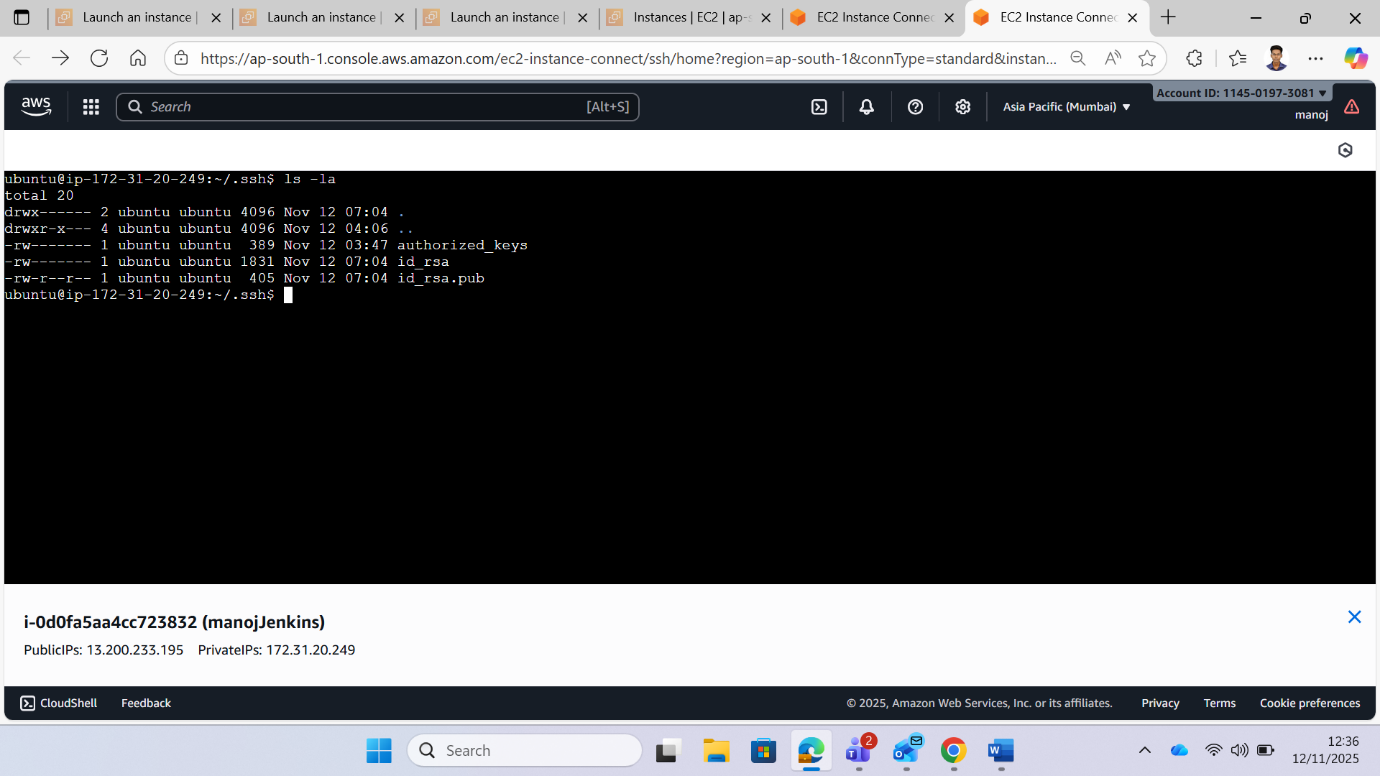 Launch an instance |
Launch an instance |
Launch an instance |
Instances | EC2 | ap-s
EC2 Instance Connec
EC2 Instance Connec
https://ap-south-1.console.aws.amazon.com/ec2-instance-connect/ssh/home?region=ap-south-1&connType=standard&instan...
aws
Search
[Alt+S]
Asia Pacific (Mumbai)
Account ID: 1145-0197-3081
manoj
ubuntu@ip-172-31-20-249:~/.ssh$ ls -la
total 20
drwx------ 2 ubuntu ubuntu 4096 Nov 12 07:04 .
drwxr-x--- 4 ubuntu ubuntu 4096 Nov 12 04:06 ..
-rw------- 1 ubuntu ubuntu  389 Nov 12 03:47 authorized_keys
-rw------- 1 ubuntu ubuntu 1831 Nov 12 07:04 id_rsa
-rw-r--r-- 1 ubuntu ubuntu  405 Nov 12 07:04 id_rsa.pub
ubuntu@ip-172-31-20-249:~/.ssh$
i-0d0fa5aa4cc723832 (manojJenkins)
PublicIPs: 13.200.233.195 PrivateIPs: 172.31.20.249
CloudShell Feedback
© 2025, Amazon Web Services, Inc. or its affiliates. Privacy Terms Cookie preferences
Search
2
12:36
12/11/2025